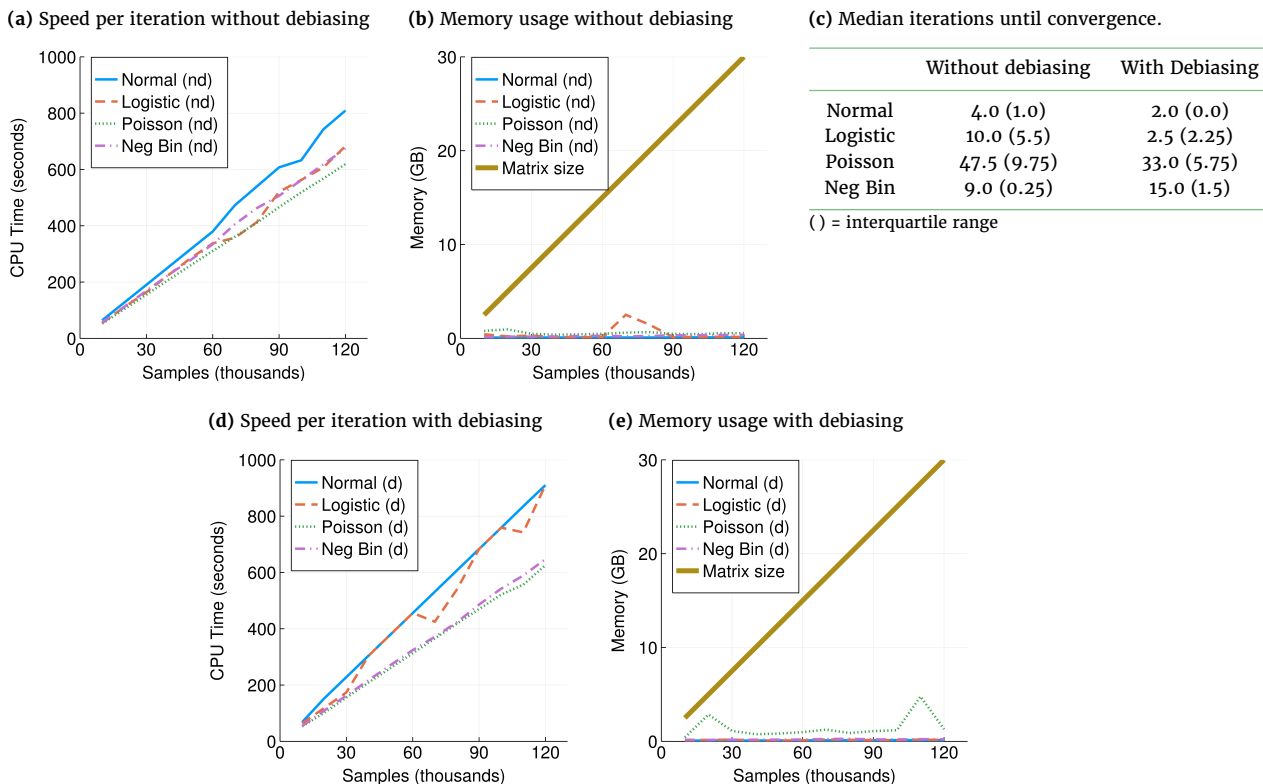 (a) Speed per iteration without debiasing
1000
800
600
400
200
0
CPU Time (seconds)
Normal (nd)
Logistic (nd)
Poisson (nd)
Neg Bin (nd)
0 30 60 90 120
Samples (thousands)
(b) Memory usage without debiasing
30
20
10
0
Memory (GB)
Normal (nd)
Logistic (nd)
Poisson (nd)
Neg Bin (nd)
Matrix size
0 30 60 90 120
Samples (thousands)
(c) Median iterations until convergence.
Without debiasing With Debiasing
Normal 4.0 (1.0) 2.0 (0.0)
Logistic 10.0 (5.5) 2.5 (2.25)
Poisson 47.5 (9.75) 33.0 (5.75)
Neg Bin 9.0 (0.25) 15.0 (1.5)
( ) = interquartile range
(d) Speed per iteration with debiasing
1000
800
600
400
200
0
CPU Time (seconds)
Normal (d)
Logistic (d)
Poisson (d)
Neg Bin (d)
0 30 60 90 120
Samples (thousands)
(e) Memory usage with debiasing
30
20
10
0
Memory (GB)
Normal (d)
Logistic (d)
Poisson (d)
Neg Bin (d)
Matrix size
0 30 60 90 120
Samples (thousands)